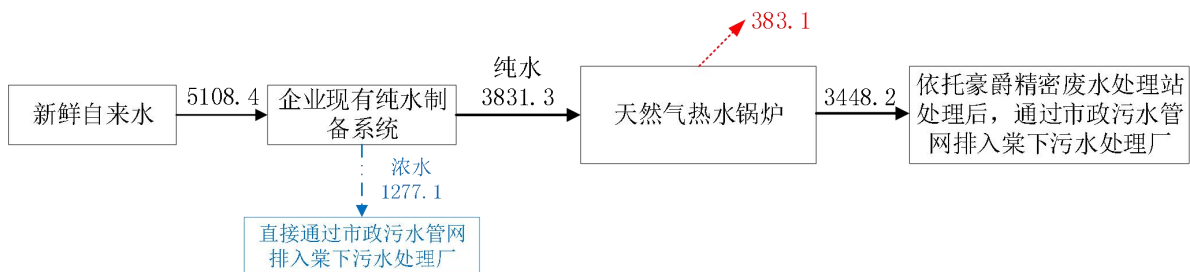 383.1
新鲜自来水
5108.4
企业现有纯水制
备系统
纯水
3831.3
天然气热水锅炉
3448.2
依托豪爵精密废水处理站
处理后，通过市政污水管
网排入棠下污水处理厂
浓水
1277.1
直接通过市政污水管网
排入棠下污水处理厂